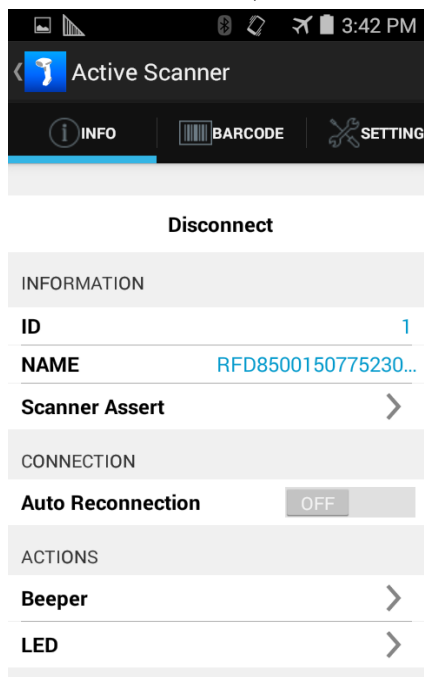 3:42 PM
Active Scanner
INFO BARCODE SETTING
Disconnect
INFORMATION
ID 1
NAME RFD8500150775230...
Scanner Assert
CONNECTION
Auto Reconnection OFF
ACTIONS
Beeper
LED